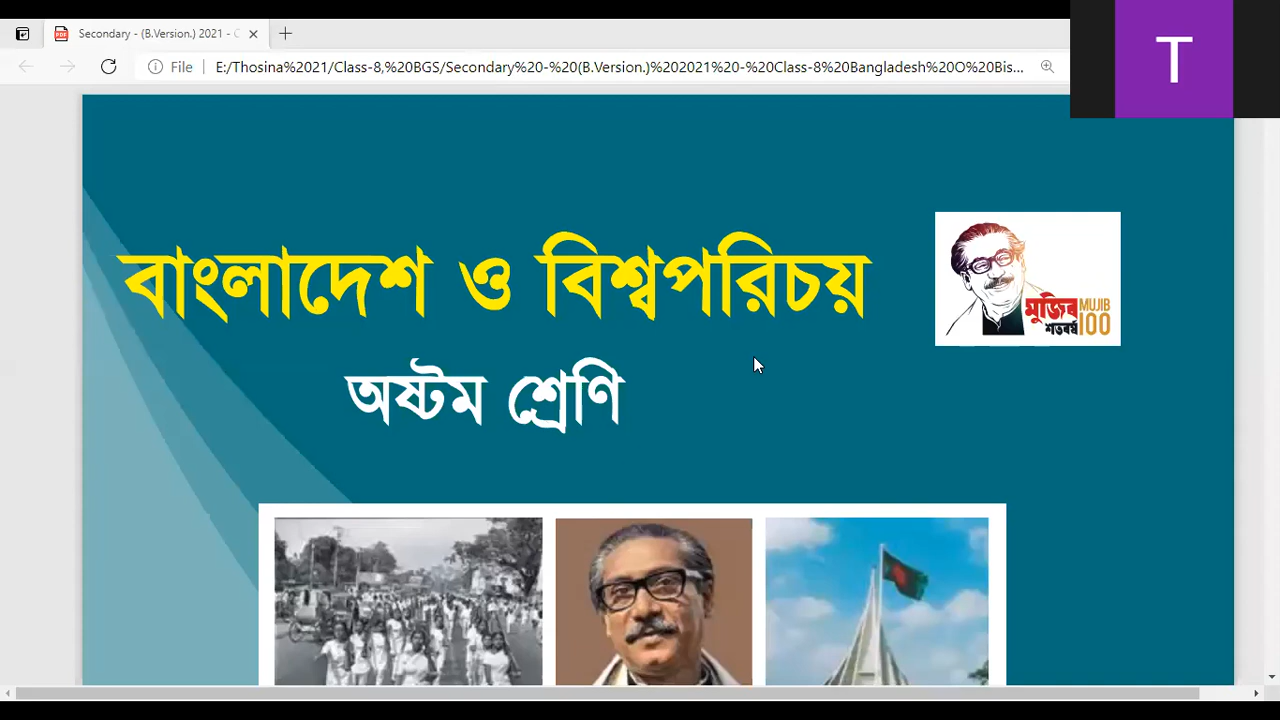 Secondary - (B.Version.) 2021 - C
T
File E:/Thosina%2021/Class-8,%20BGS/Secondary%20-%20(B.Version.)%202021%20-%20Class-8%20Bangladesh%20O%20Bis...
বাংলাদেশ ও বিশ্বপরিচয়
মুজিব MUJIB
শতবর্ষ 100
অষ্টম শ্রেণি